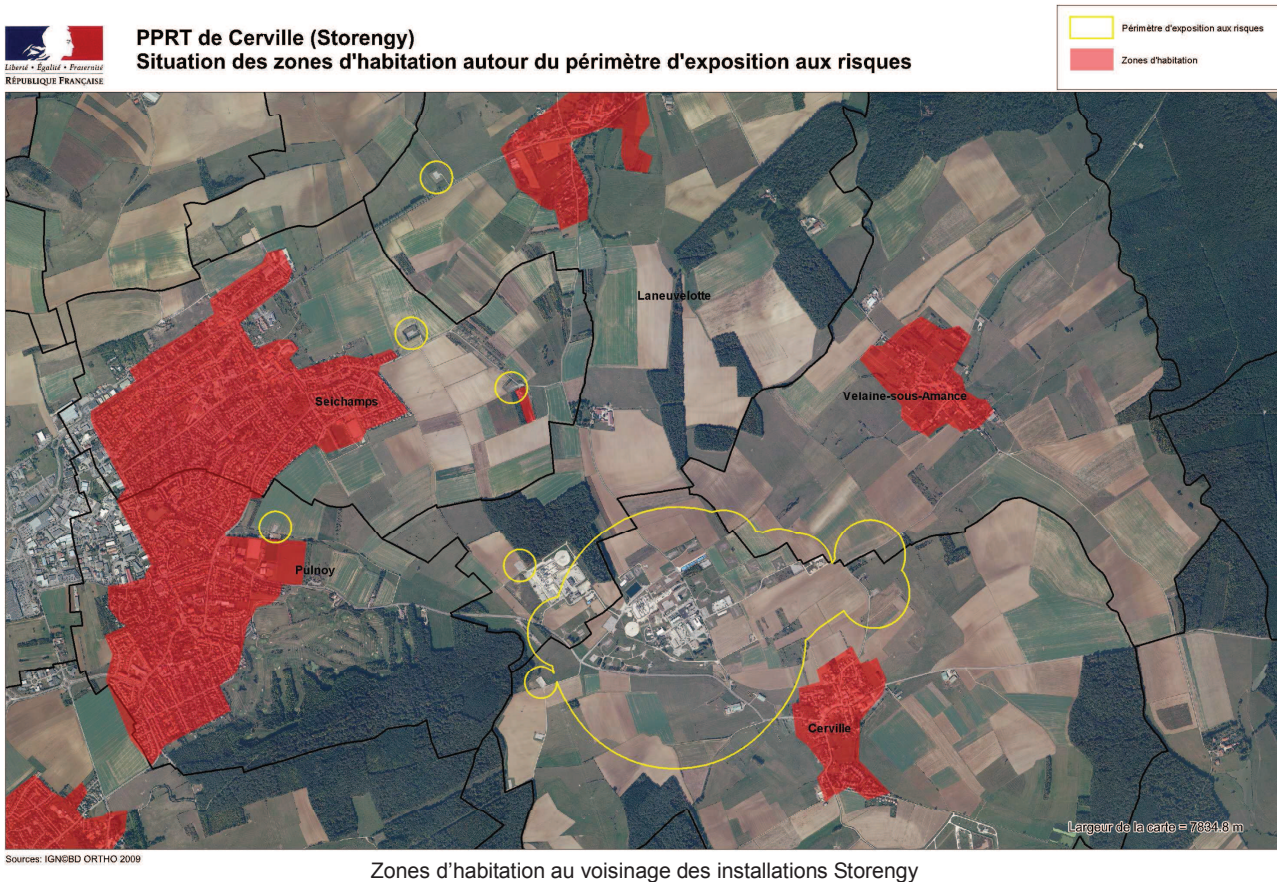 Liberté • Égalité • Fraternité
RÉPUBLIQUE FRANÇAISE
PPRT de Cerville (Storengy)
Situation des zones d'habitation autour du périmètre d'exposition aux risques
Périmètre d'exposition aux risques
Zones d'habitation
Laneuvelotte
Seichamps
Velaine-sous-Amance
Pulnoy
Cerville
Largeur de la carte = 7834.8 m
Sources: IGN©BD ORTHO 2009
Zones d'habitation au voisinage des installations Storengy